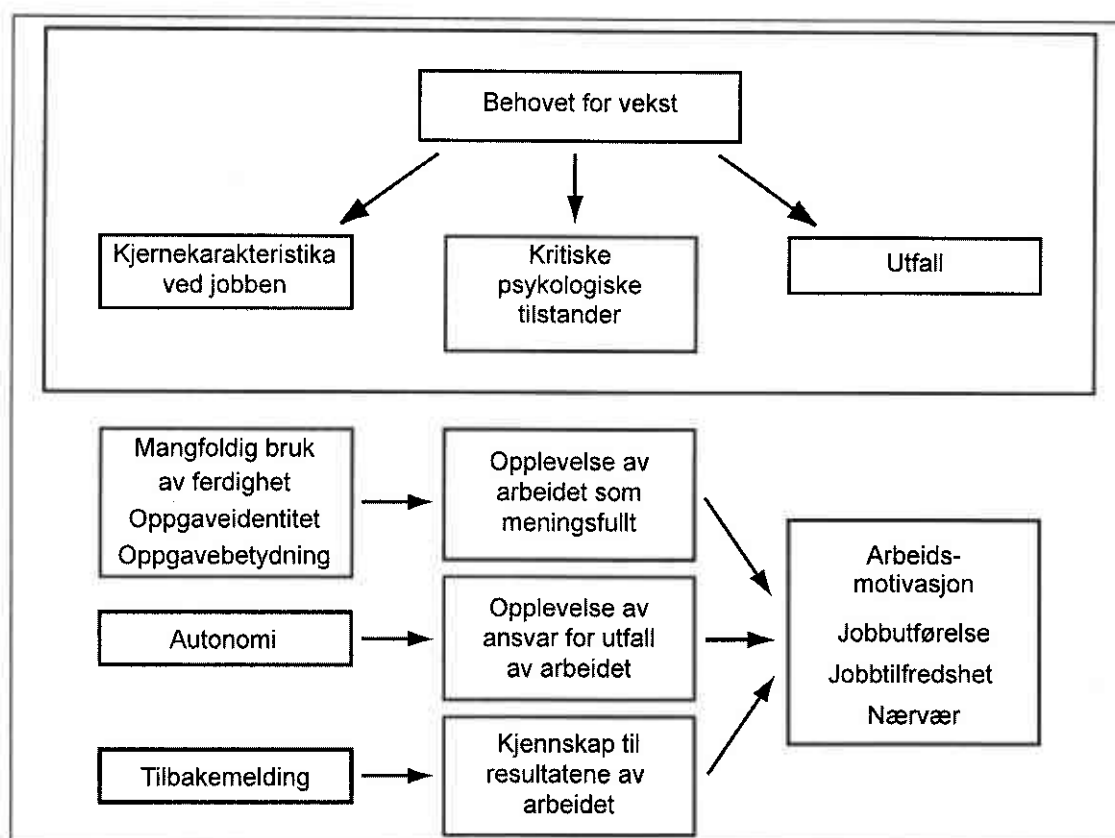 Behovet for vekst
Kjernekarakteristika
ved jobben
Kritiske
psykologiske
tilstander
Utfall
Mangfoldig bruk
av ferdighet
Oppgaveidentitet
Oppgavebetydning
Opplevelse av
arbeidet som
meningsfullt
Autonomi
Opplevelse av
ansvar for utfall
av arbeidet
Tilbakemelding
Kjennskap til
resultatene av
arbeidet
Arbeids-
motivasjon
Jobbutførelse
Jobbtilfredshet
Nærvær